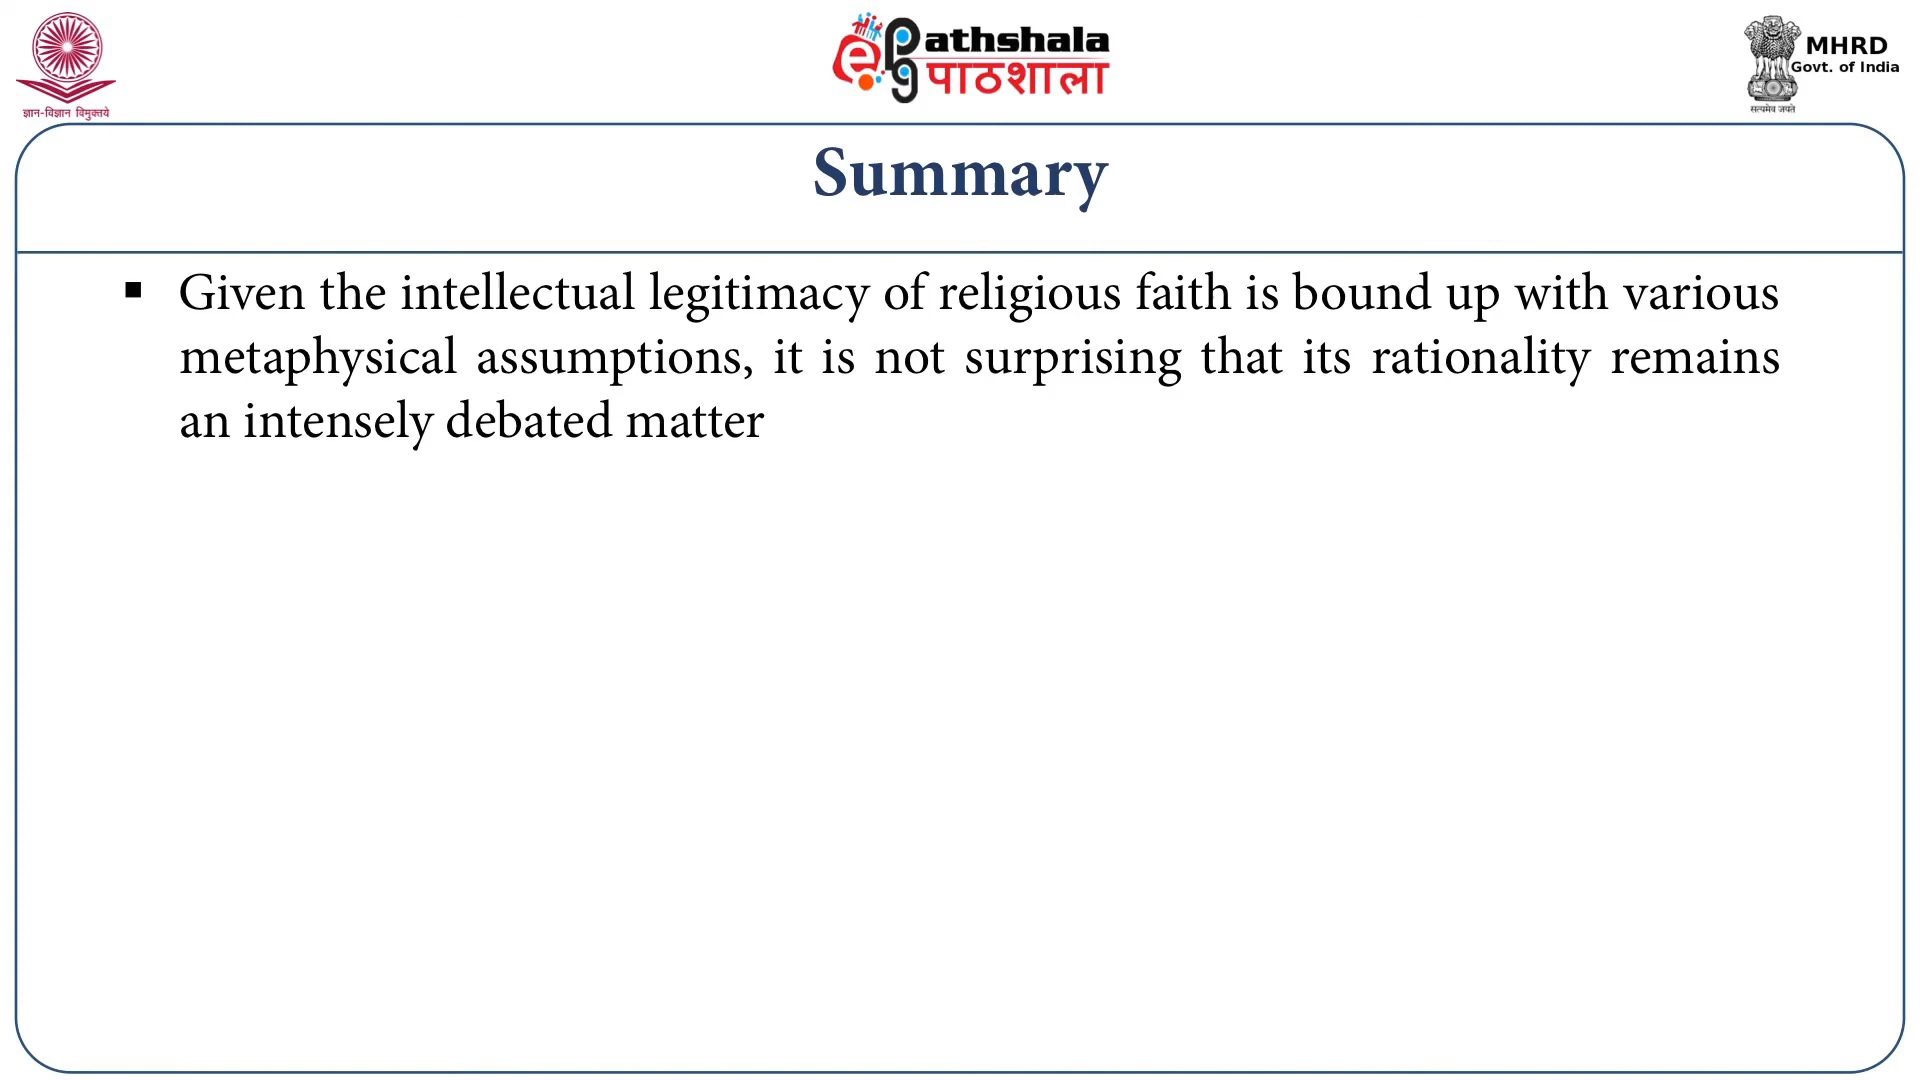 ज्ञान-विज्ञान विमुक्तये
e
pg
athshala
पाठशाला
MHRD
Govt. of India
सत्यमेव जयते
Summary
▪ Given the intellectual legitimacy of religious faith is bound up with various
metaphysical assumptions, it is not surprising that its rationality remains
an intensely debated matter